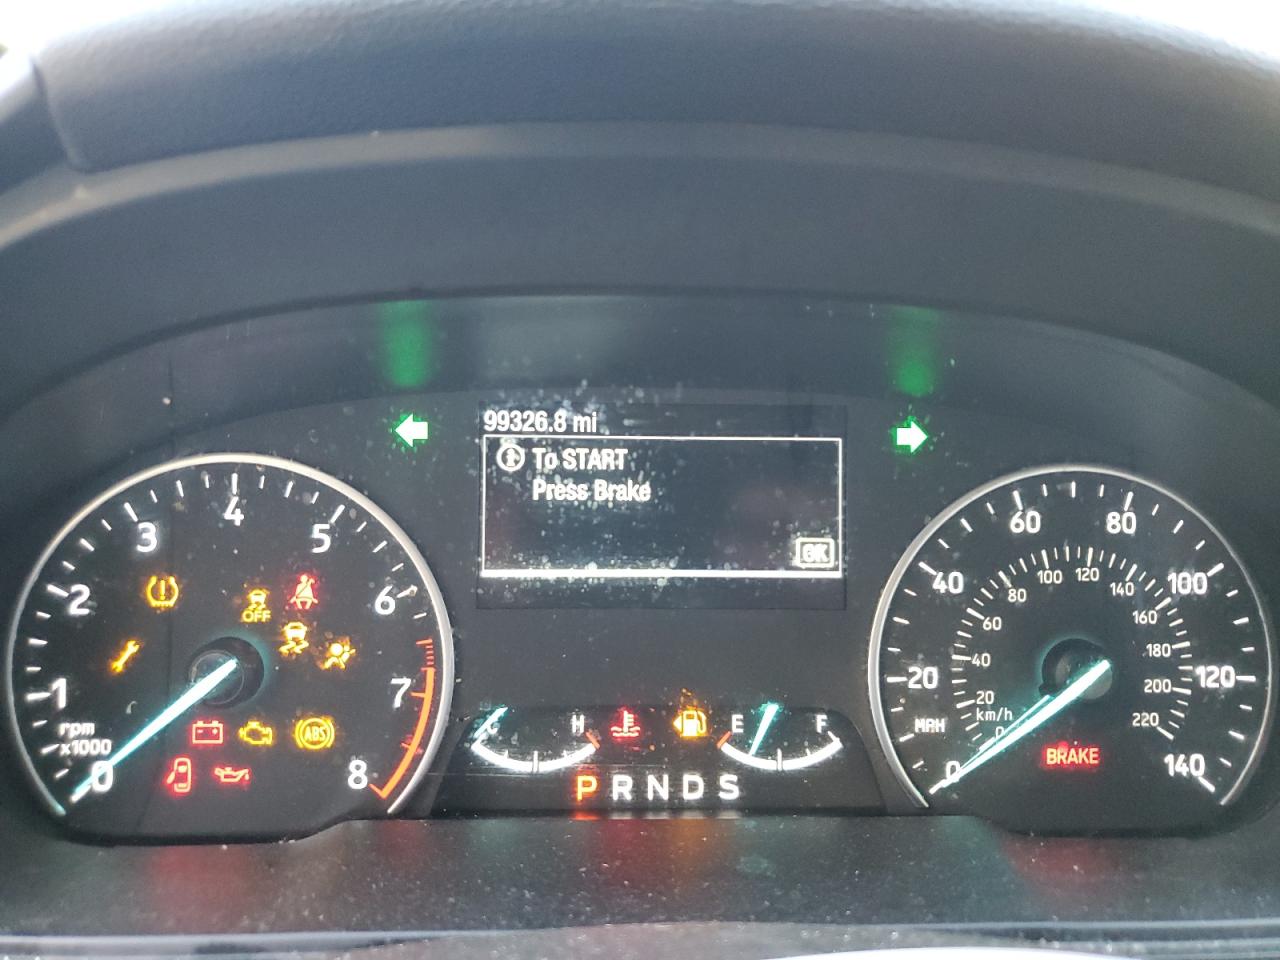 99326.8 mi
To START
Press Brake
OK
1 2 3 4 5 6 7 8
0
rpm
x1000
OFF
ABS
C H
E F
P R N D S
0 20 40 60 80 100 120 140
MPH
0 20 40 60 80 100 120 140 160 180 200 220
km/h
BRAKE